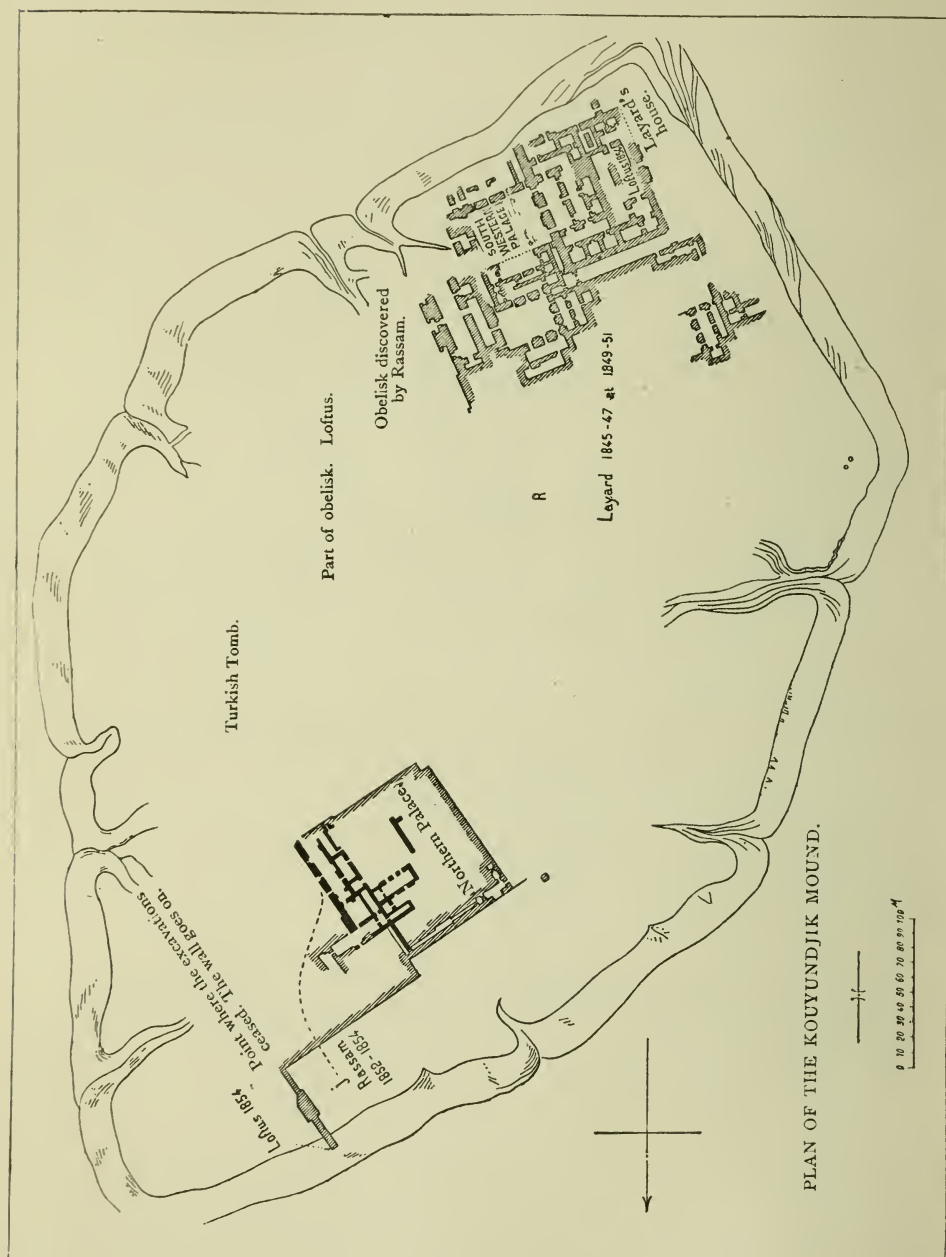 Layard's
house.
Loftus 1854
SOUTH
WESTERN
PALACE
Obelisk discovered
by Rassam.
Part of obelisk. Loftus.
R
Layard 1845-47 et 1849-51
Turkish Tomb.
Northern Palace,
Point where the excavations
ceased. The wall goes on.
Loftus 1854
Rassam
1852-1854
PLAN OF THE KOUYUNDJIK MOUND.
0 10 20 30 40 50 60 70 80 90 100 M